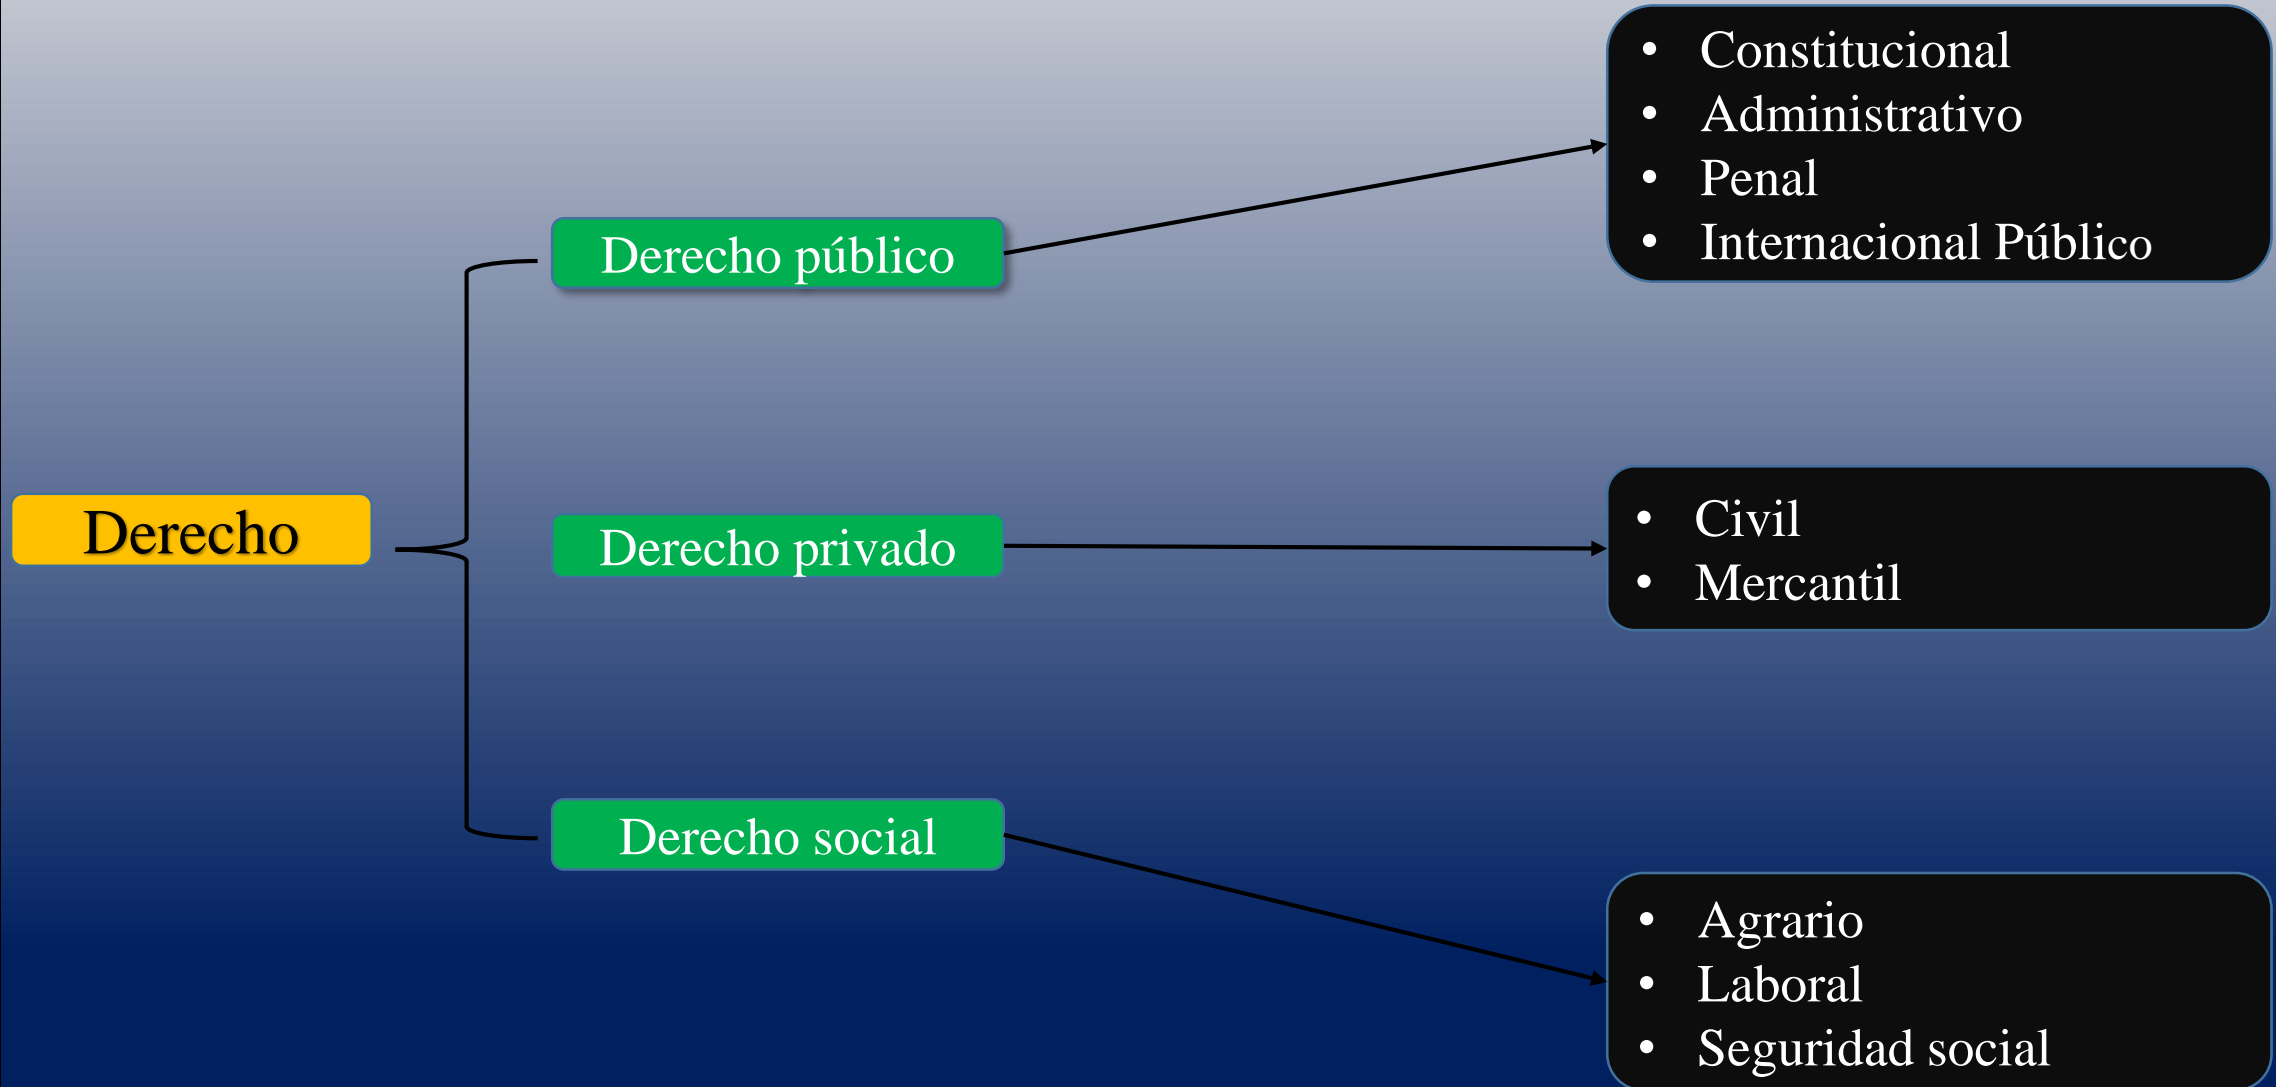 Derecho
Derecho público
• Constitucional
• Administrativo
• Penal
• Internacional Público
Derecho privado
• Civil
• Mercantil
Derecho social
• Agrario
• Laboral
• Seguridad social